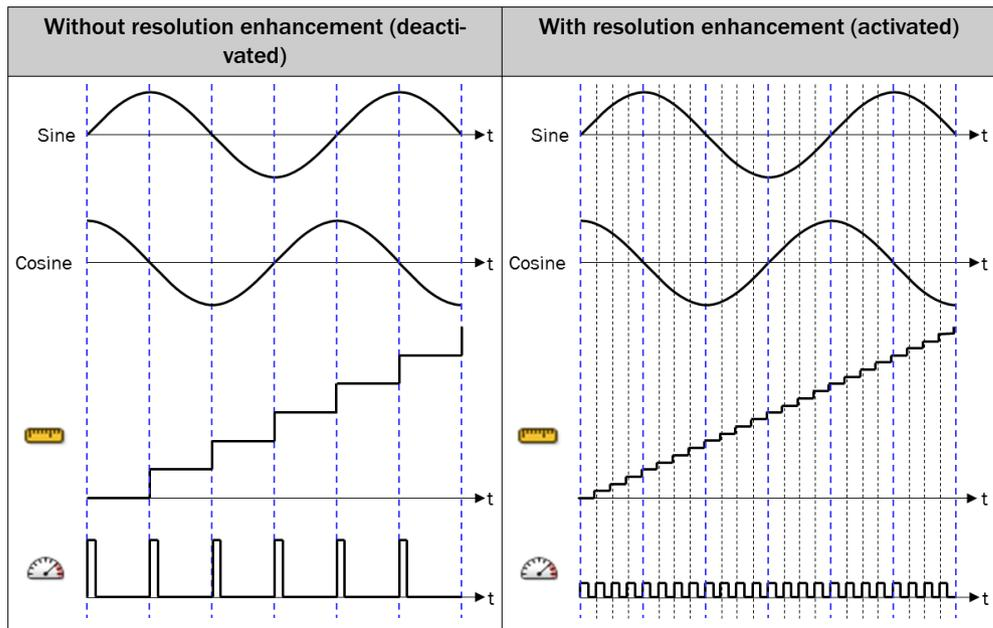 Without resolution enhancement (deacti-
vated)
With resolution enhancement (activated)
Sine
t
Sine
t
Cosine
t
Cosine
t
t
t
t
t